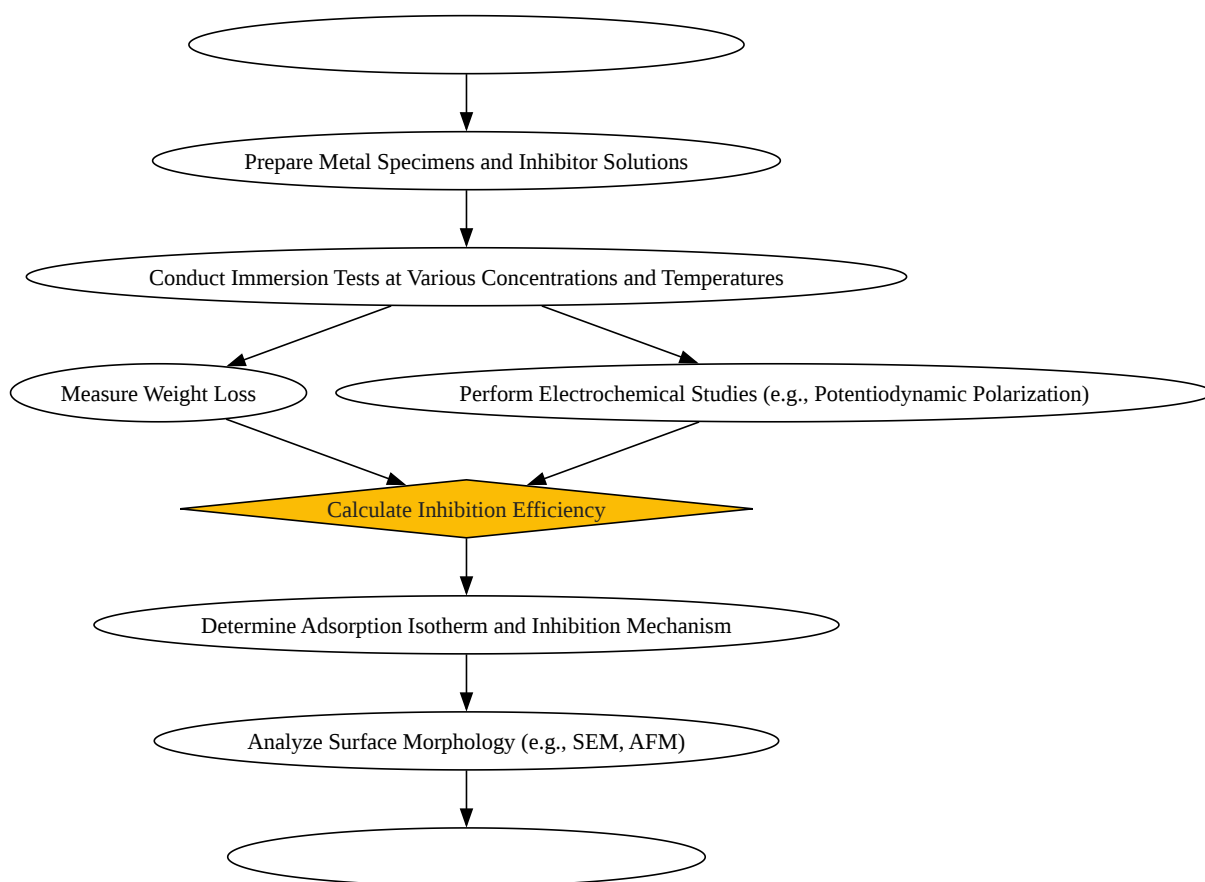 Prepare Metal Specimens and Inhibitor Solutions
Conduct Immersion Tests at Various Concentrations and Temperatures
Measure Weight Loss
Perform Electrochemical Studies (e.g., Potentiodynamic Polarization)
Calculate Inhibition Efficiency
Determine Adsorption Isotherm and Inhibition Mechanism
Analyze Surface Morphology (e.g., SEM, AFM)